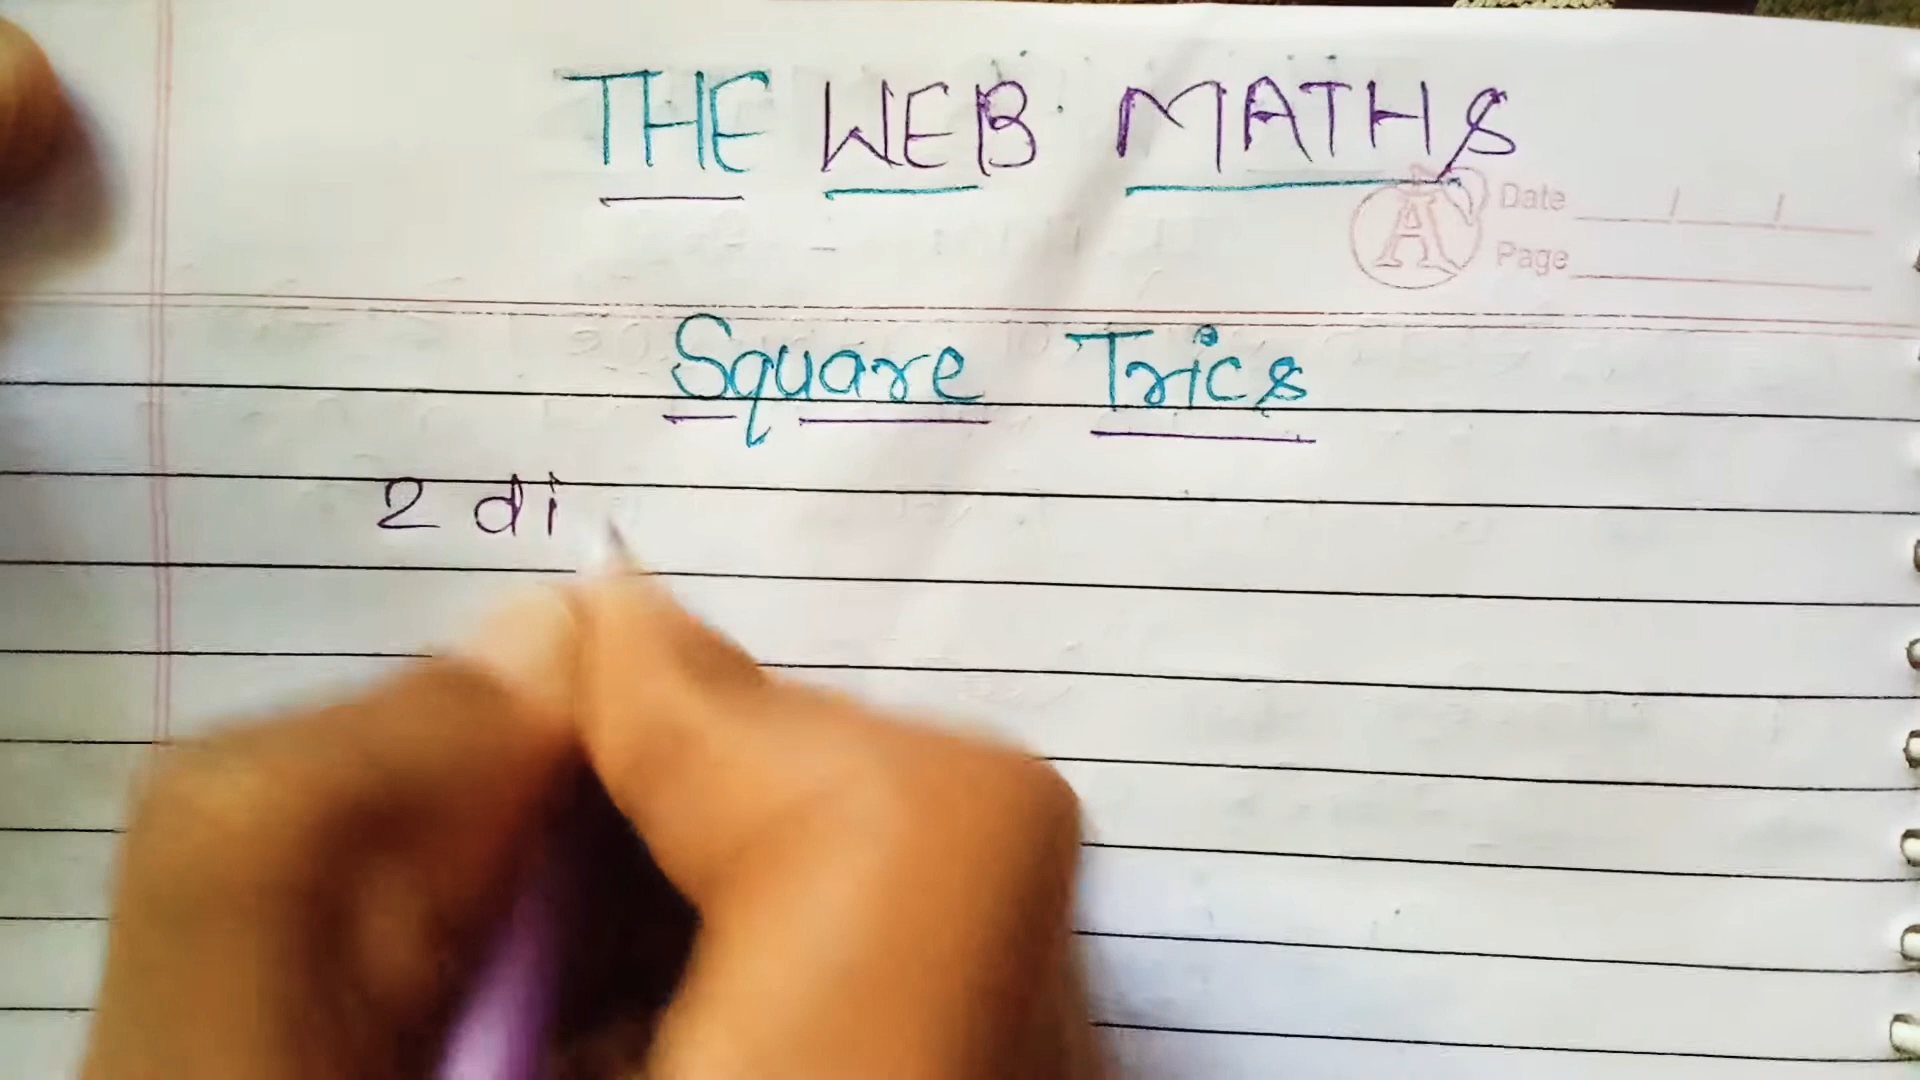 THE WEB MATHS
Date
Page
Square Trics
2 di